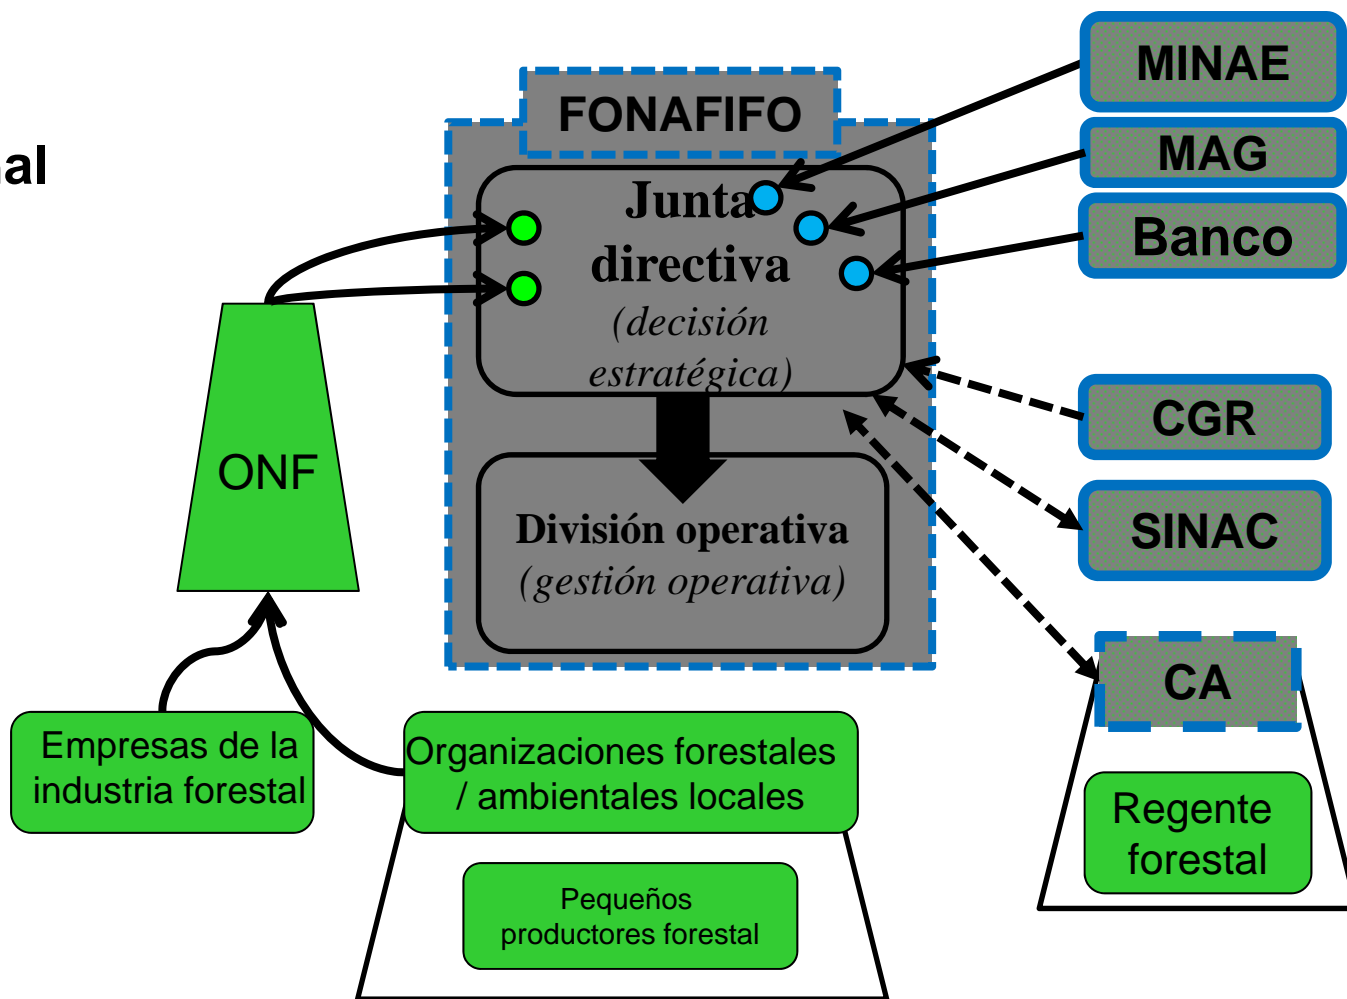 nal
FONAFIFO
Junta
directiva
(decisión
estratégica)
División operativa
(gestión operativa)
MINAE
MAG
Banco
CGR
SINAC
CA
Regente
forestal
ONF
Empresas de la
industria forestal
Organizaciones forestales
/ ambientales locales
Pequeños
productores forestal